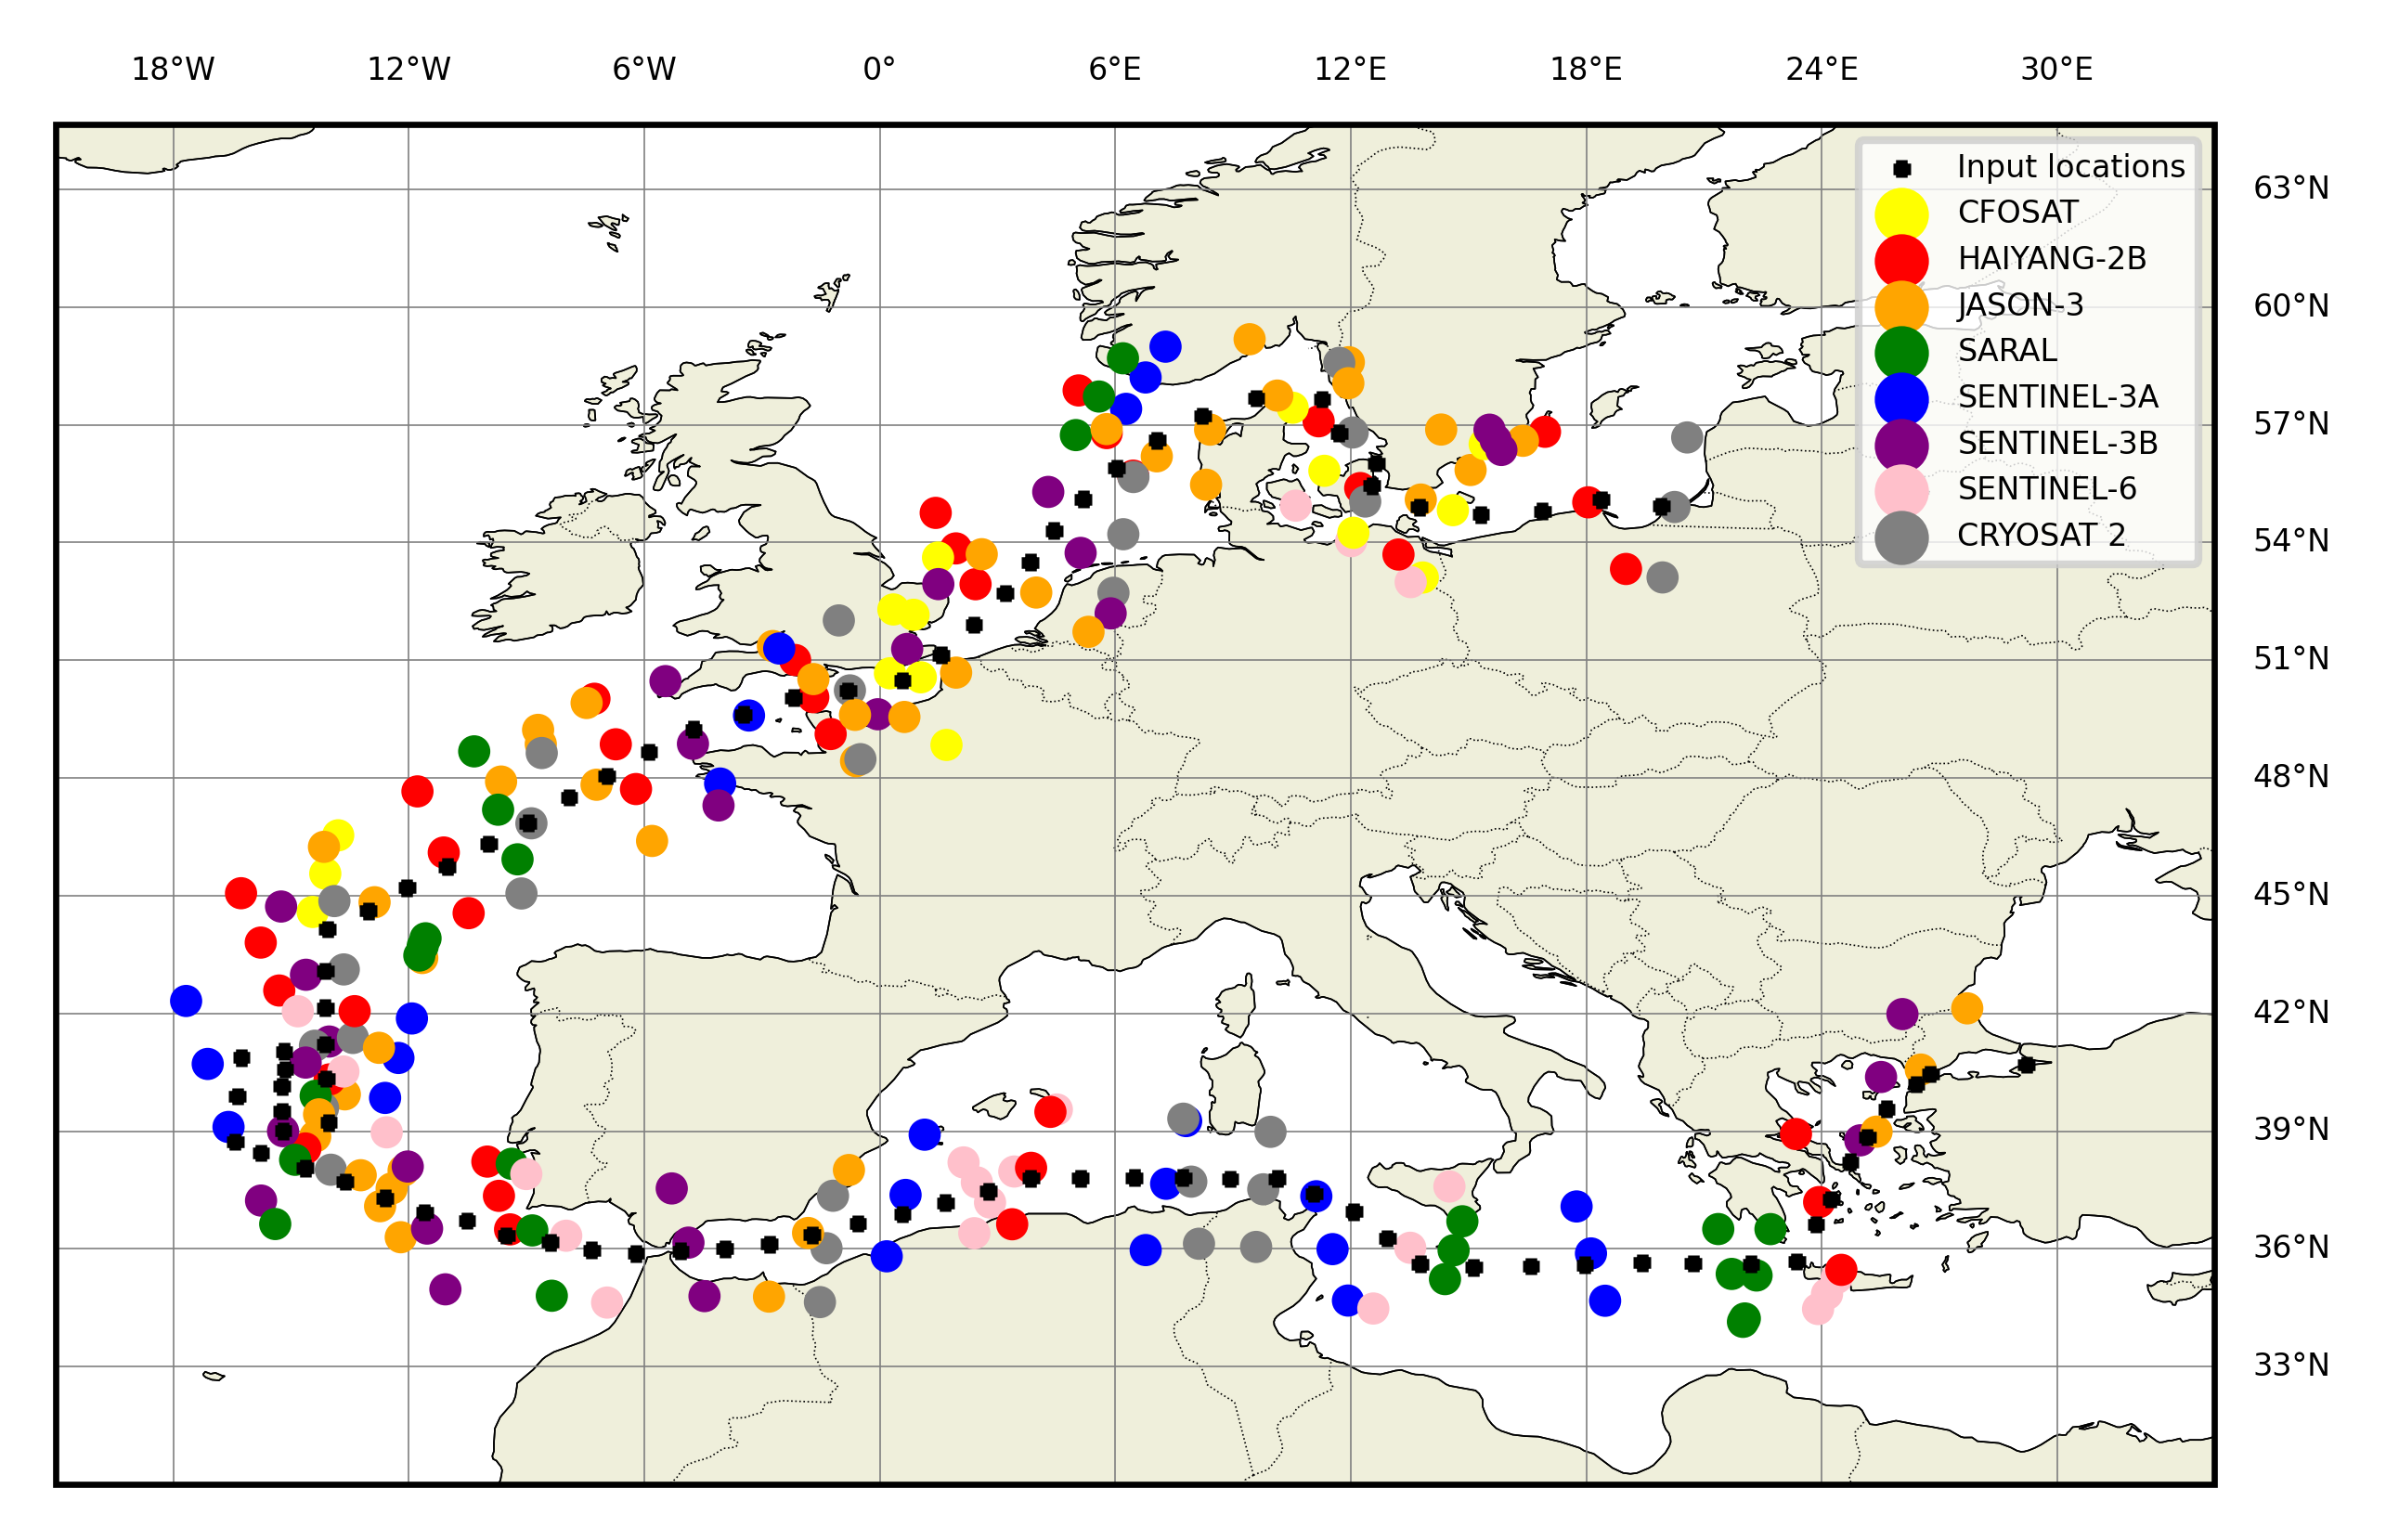 18°W 12°W 6°W 0° 6°E 12°E 18°E 24°E 30°E
63°N
60°N
57°N
54°N
51°N
48°N
45°N
42°N
39°N
36°N
33°N
Input locations
CFOSAT
HAIYANG-2B
JASON-3
SARAL
SENTINEL-3A
SENTINEL-3B
SENTINEL-6
CRYOSAT 2